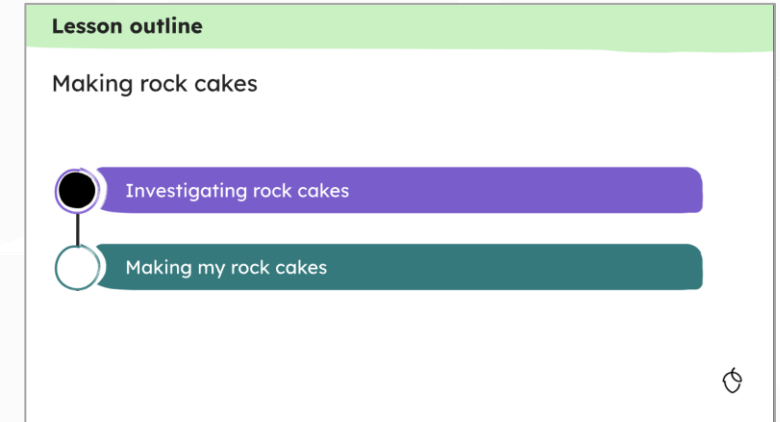 Lesson outline
Making rock cakes
Investigating rock cakes
Making my rock cakes